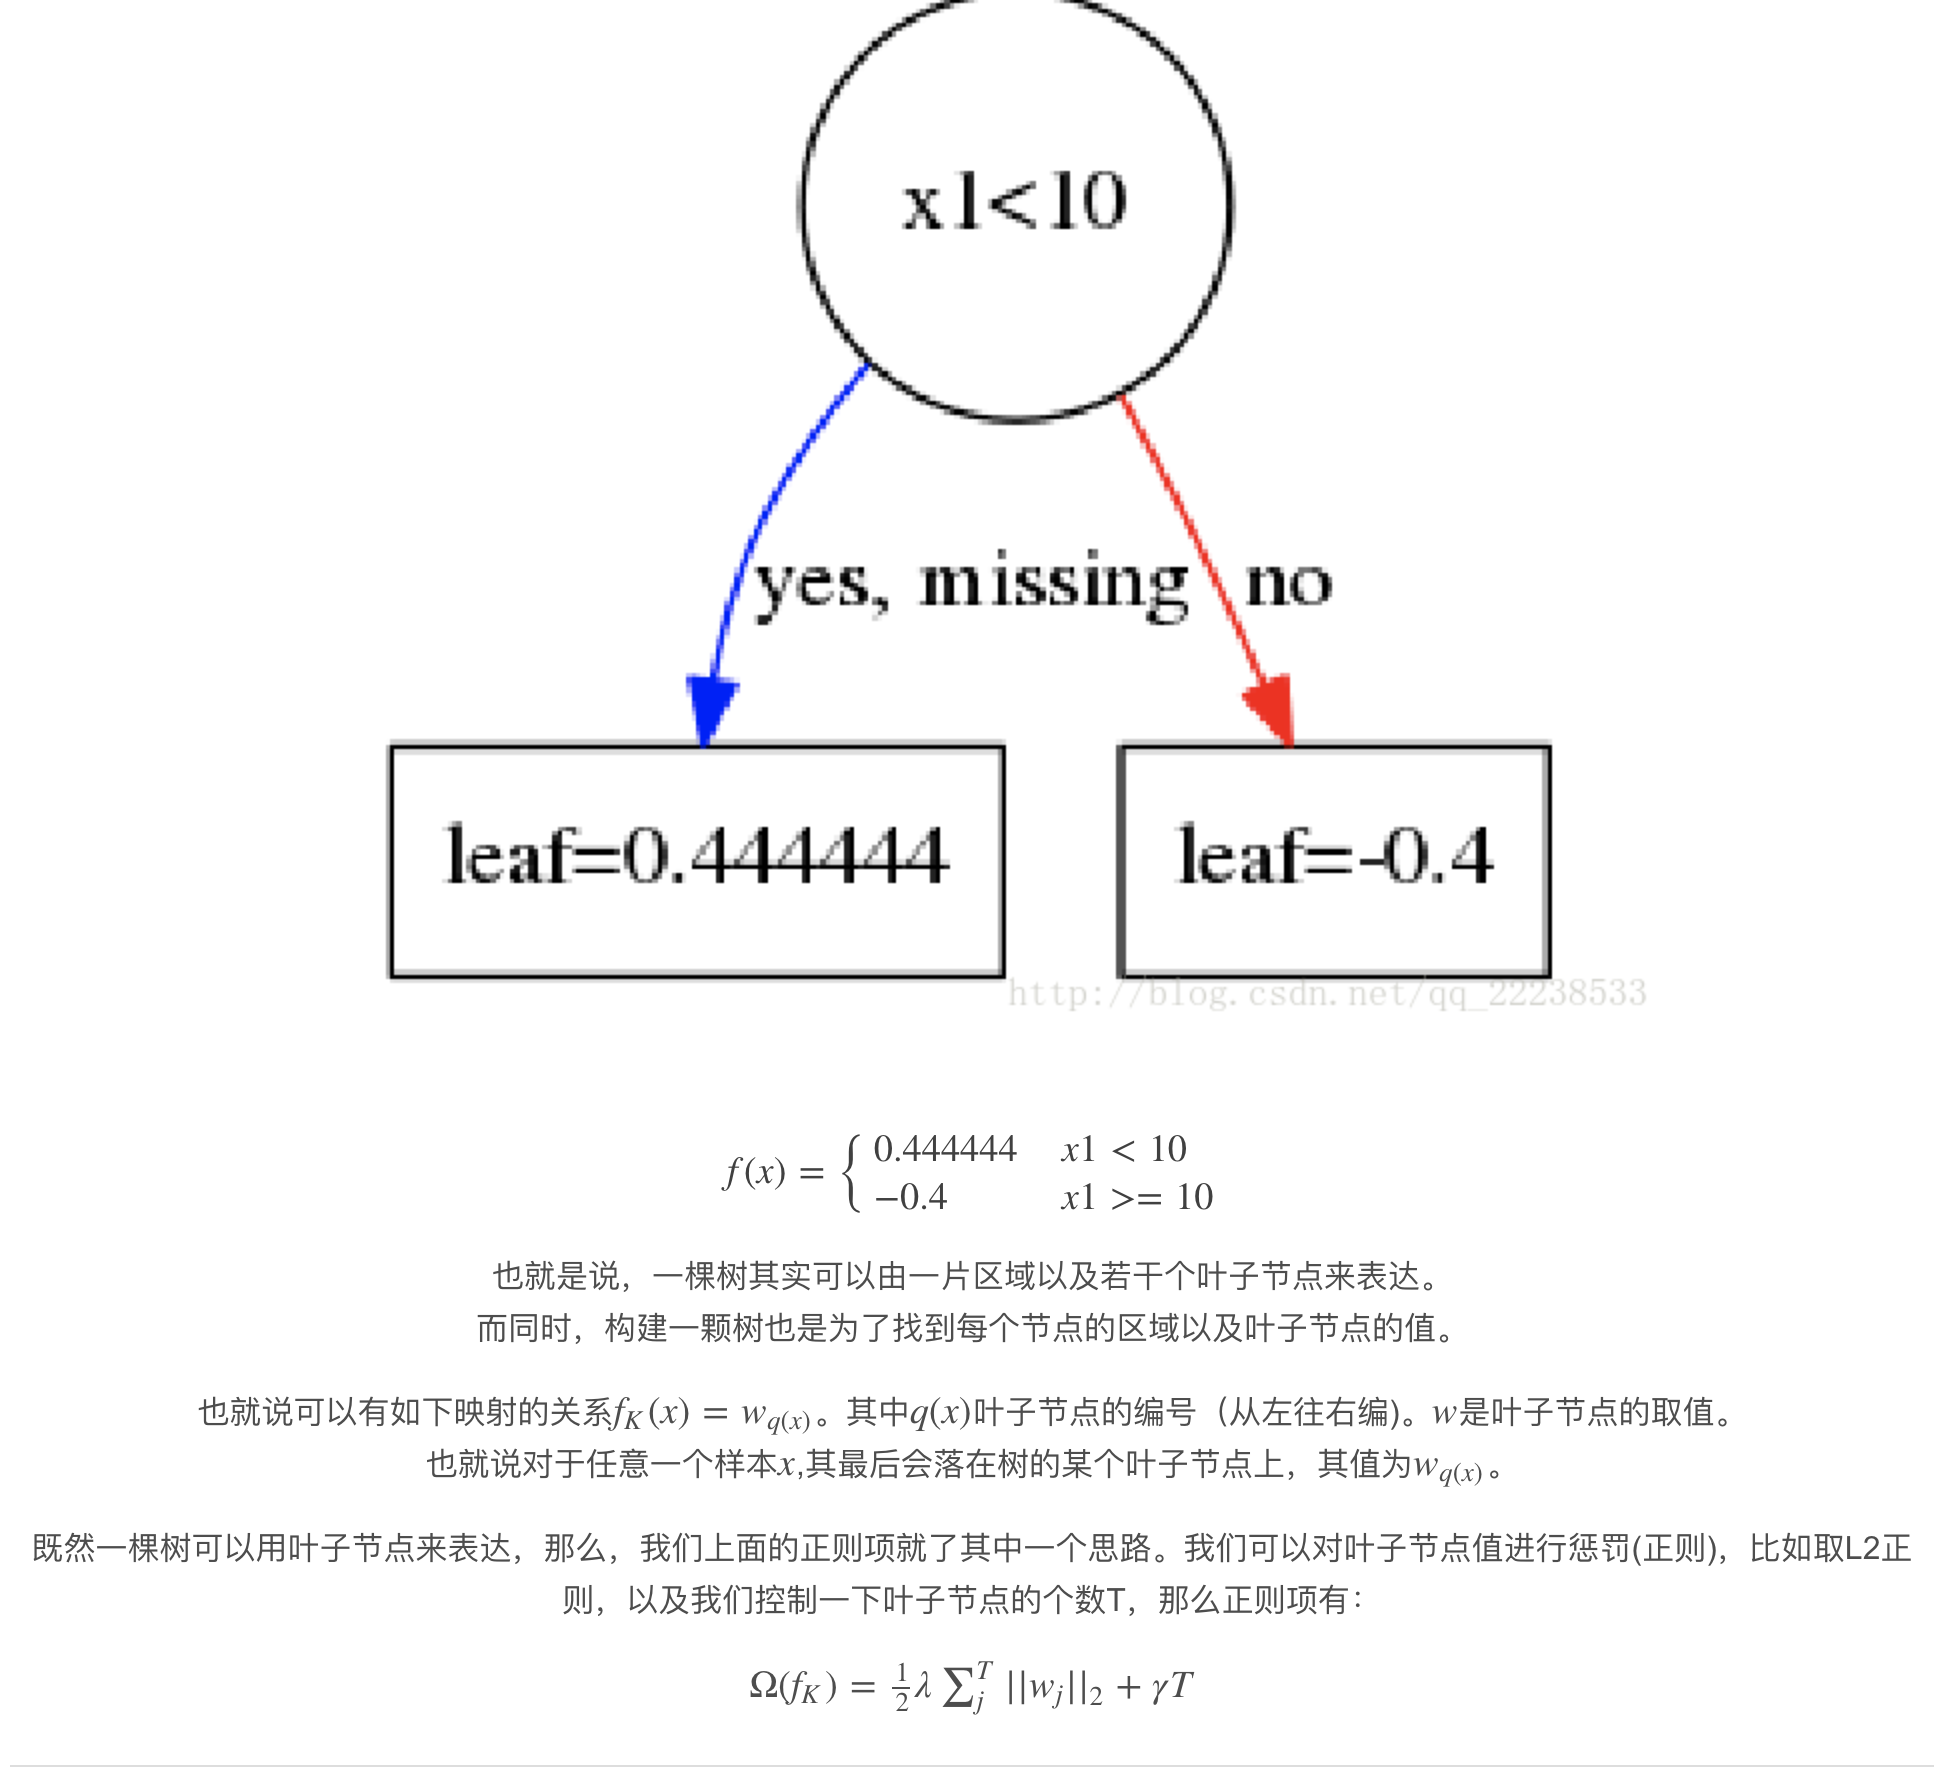 x1<10
yes, missing no
leaf=0.444444 leaf=-0.4
http://blog.csdn.net/qq_22238533
f(x) = { 0.444444 x1 < 10
−0.4 x1 >= 10
也就是说，一棵树其实可以由一片区域以及若干个叶子节点来表达。
而同时，构建一颗树也是为了找到每个节点的区域以及叶子节点的值。
也就说可以有如下映射的关系f_K(x) = w_{q(x)}。其中q(x)叶子节点的编号（从左往右编)。w是叶子节点的取值。
也就说对于任意一个样本x,其最后会落在树的某个叶子节点上，其值为w_{q(x)}。
既然一棵树可以用叶子节点来表达，那么，我们上面的正则项就了其中一个思路。我们可以对叶子节点值进行惩罚(正则)，比如取L2正
则，以及我们控制一下叶子节点的个数T，那么正则项有：
Ω(f_K) = \frac{1}{2}λ ∑_j^T ||w_j||_2 + γT